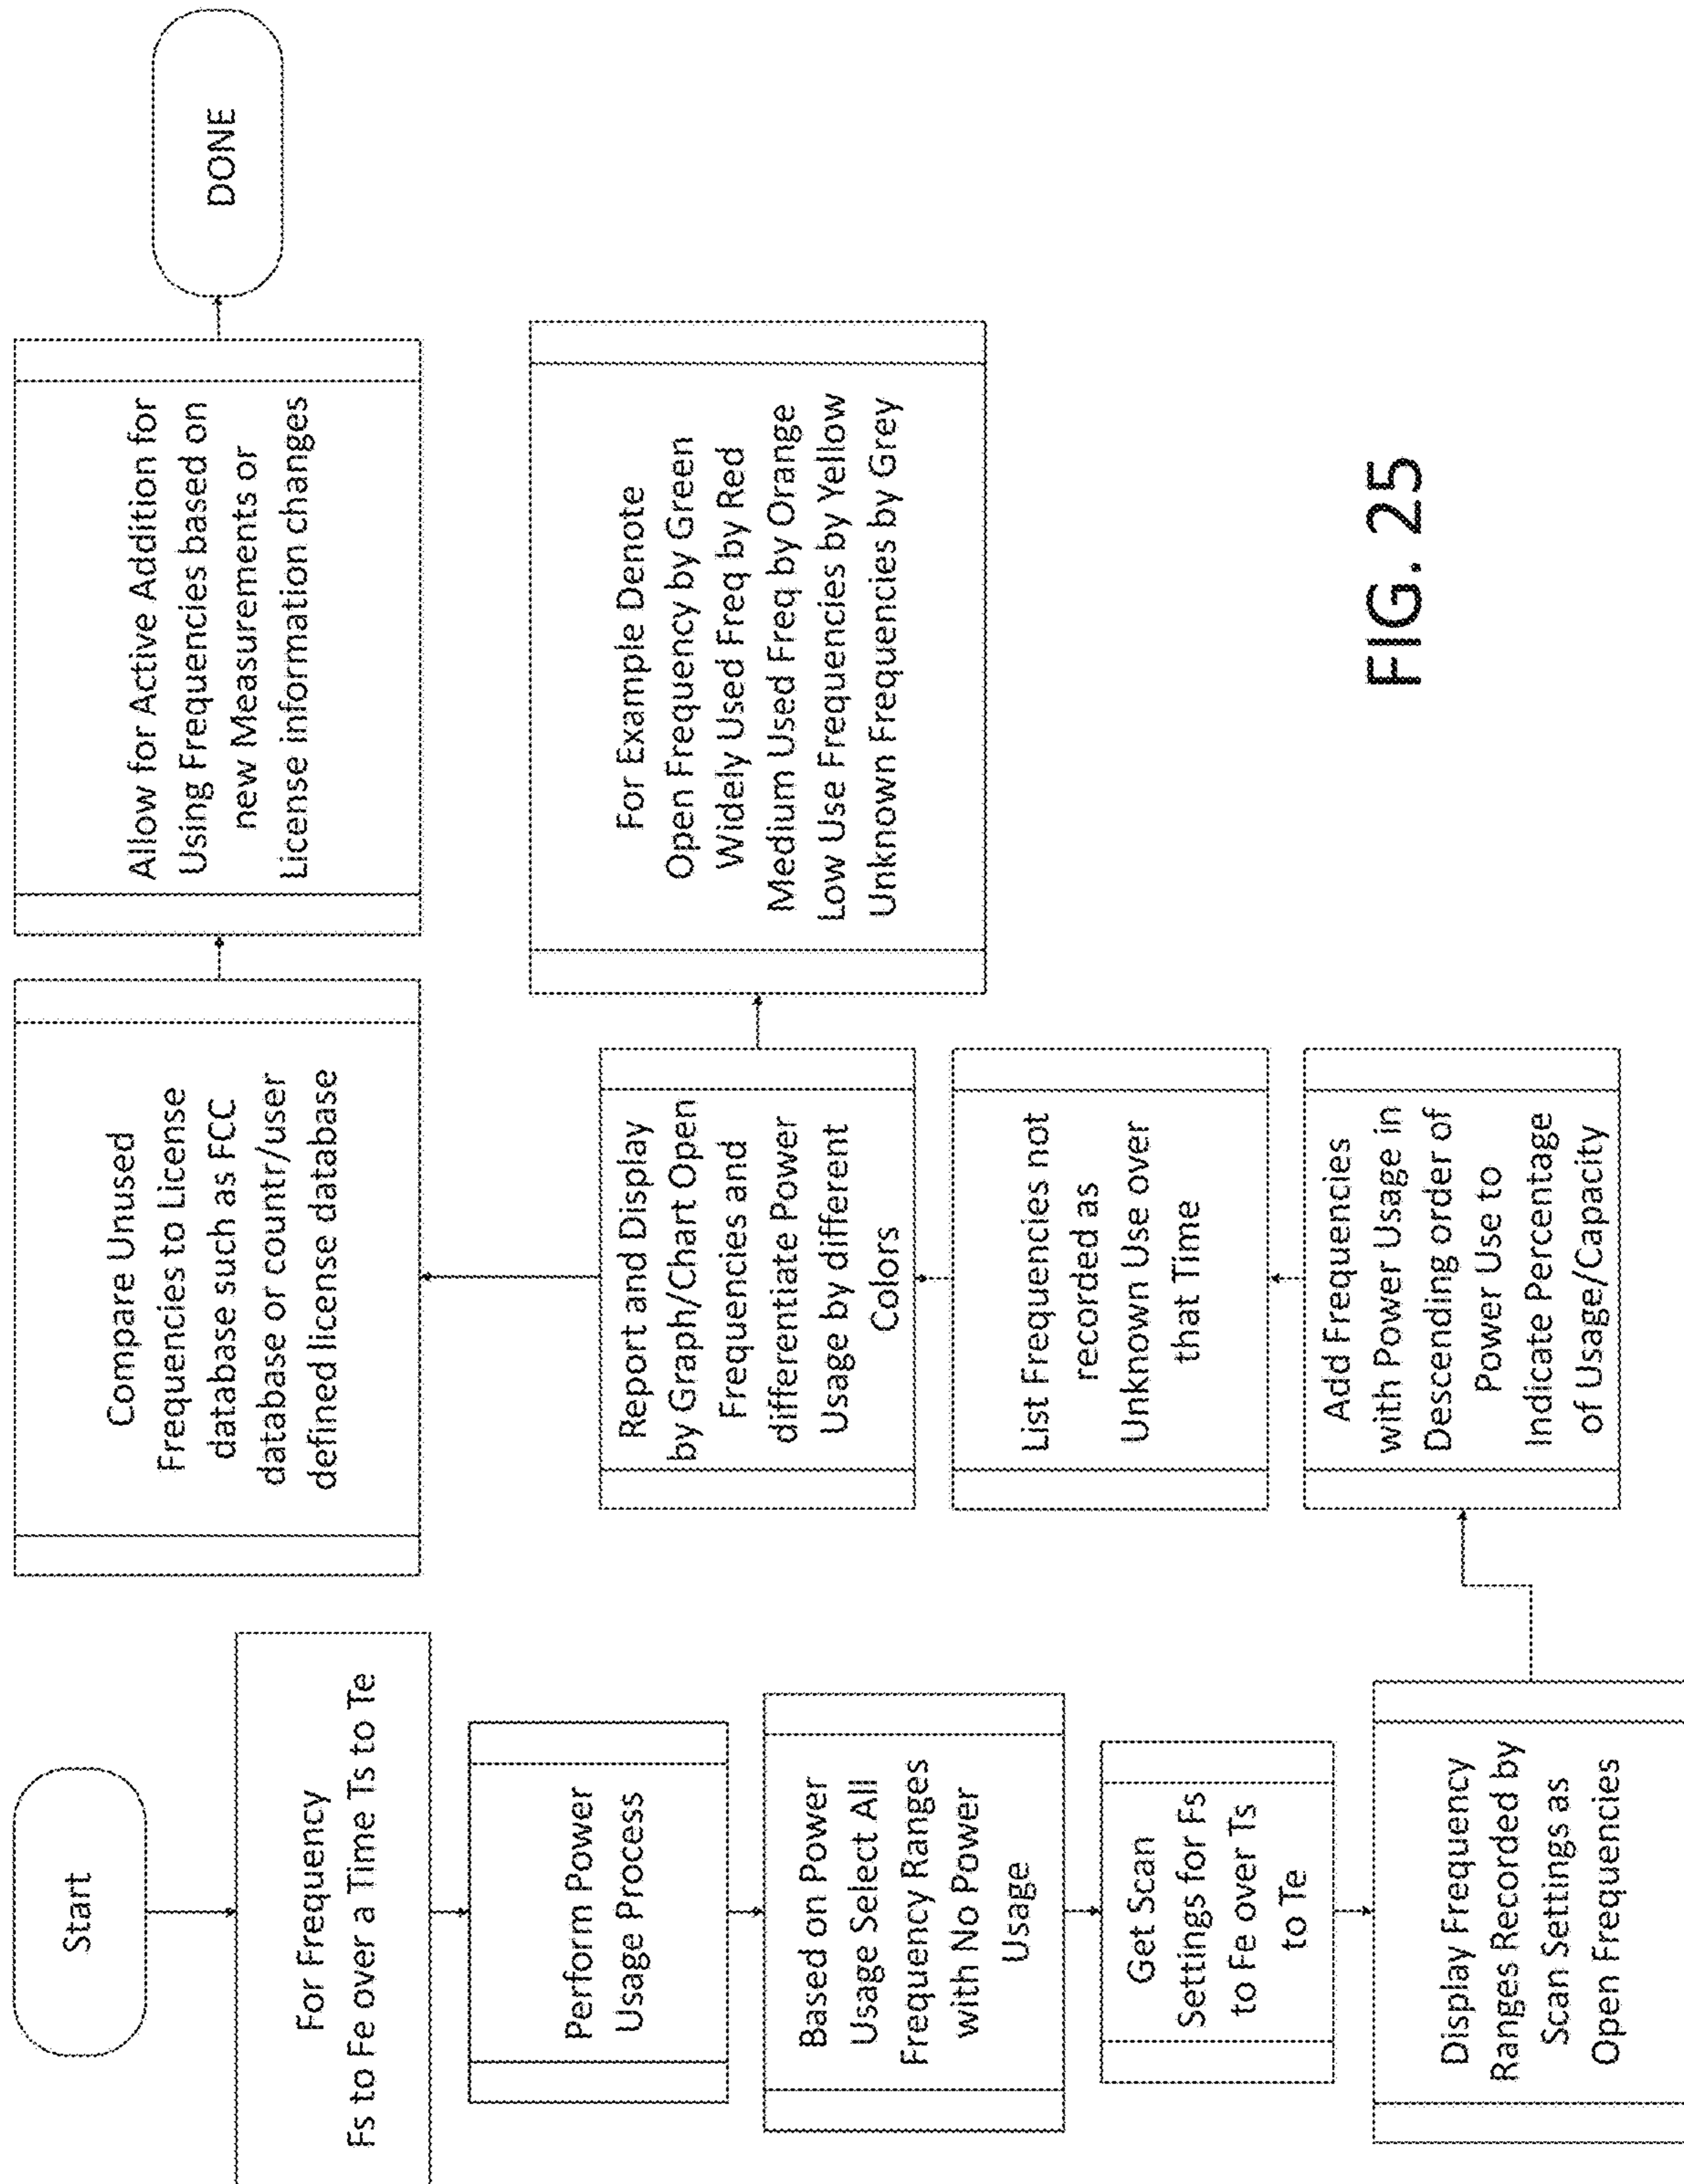 Start
For Frequency
Fs to Fe over a Time Ts to Te
Perform Power
Usage Process
Based on Power
Usage Select All
Frequency Ranges
with No Power
Usage
Get Scan
Settings for Fs
to Fe over Ts
to Te
Display Frequency
Ranges Recorded by
Scan Settings as
Open Frequencies
Add Frequencies
with Power Usage in
Descending order of
Power Use to
Indicate Percentage
of Usage/Capacity
List Frequencies not
recorded as
Unknown Use over
that Time
Report and Display
by Graph/Chart Open
Frequencies and
differentiate Power
Usage by different
Colors
For Example Denote
Open Frequency by Green
Widely Used Freq by Red
Medium Used Freq by Orange
Low Use Frequencies by Yellow
Unknown Frequencies by Grey
Compare Unused
Frequencies to License
database such as FCC
database or countr/user
defined license database
Allow for Active Addition for
Using Frequencies based on
new Measurements or
License information changes
DONE
FIG. 25